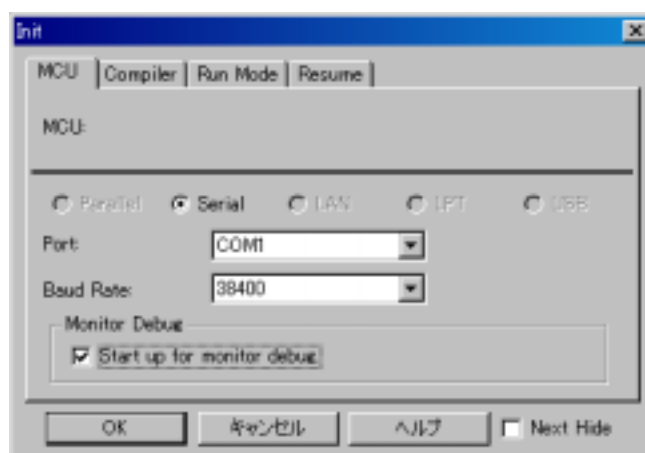 Init
MCU Compiler Run Mode Resume
MCU:
Parallel Serial LAN LPT USB
Port: COM1
Baud Rate: 38400
Monitor Debug
Start up for monitor debug.
OK キャンセル ヘルプ Next Hide